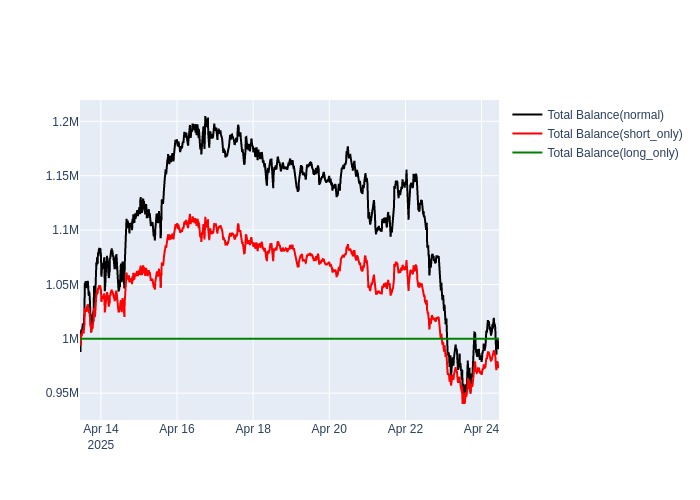 Total Balance(normal)
Total Balance(short_only)
Total Balance(long_only)
1.2M
1.15M
1.1M
1.05M
1M
0.95M
Apr 14
2025
Apr 16
Apr 18
Apr 20
Apr 22
Apr 24